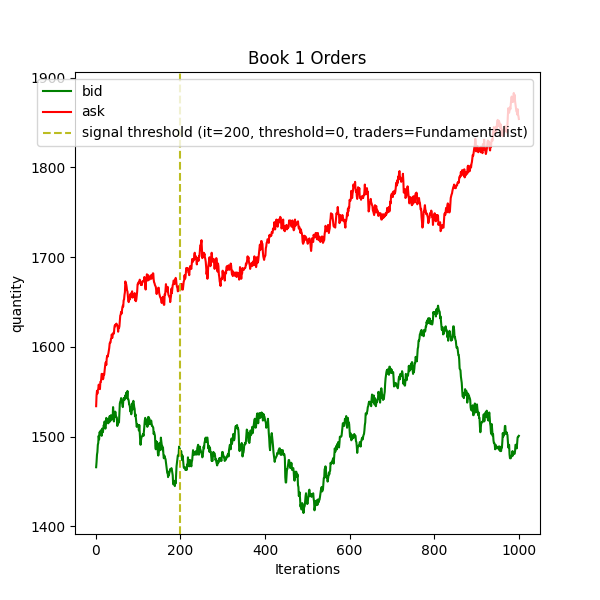 Book 1 Orders
bid
ask
signal threshold (it=200, threshold=0, traders=Fundamentalist)
1900
1800
1700
1600
1500
1400
quantity
0 200 400 600 800 1000
Iterations